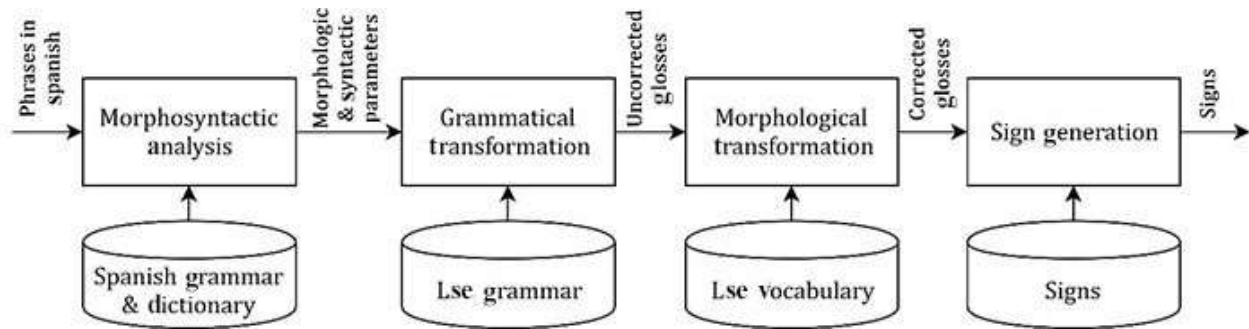 Phrases in
spanish
Morphosyntactic
analysis
Morphologic
& syntactic
parameters
Grammatical
transformation
Uncorrected
glosses
Morphological
transformation
Corrected
glosses
Sign generation
Signs
Spanish grammar
& dictionary
Lse grammar
Lse vocabulary
Signs